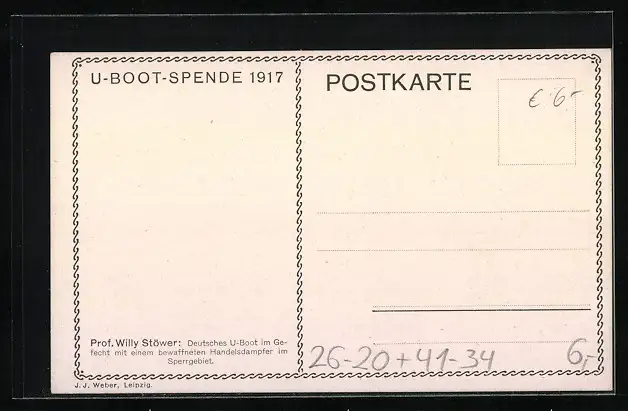 U-BOOT-SPENDE 1917
POSTKARTE
€ 6,-
Prof. Willy Stöwer: Deutsches U-Boot im Ge-
fecht mit einem bewaffneten Handelsdampfer im
Sperrgebiet.
26-20+41-34
6,-
J. J. Weber, Leipzig.